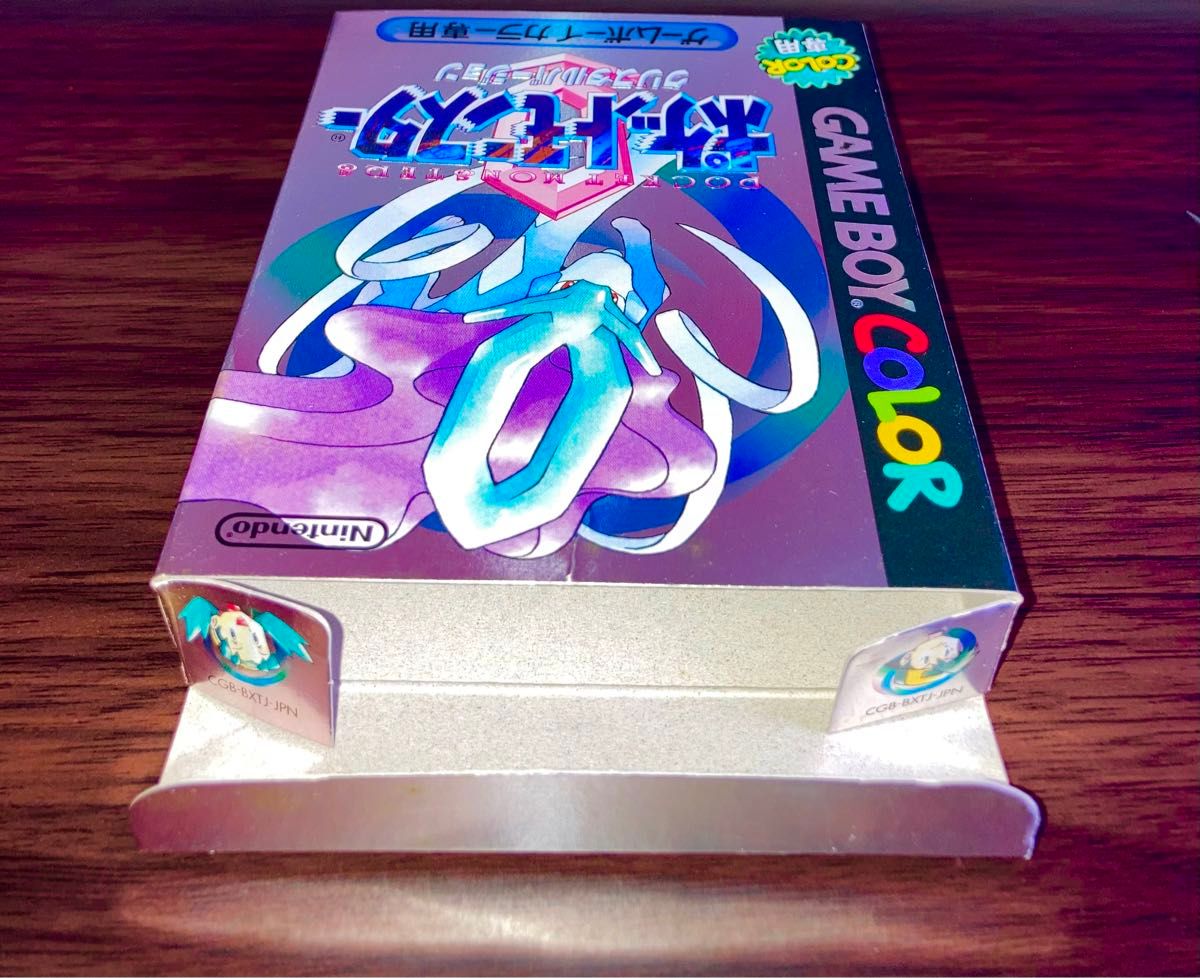 ゲームボーイカラー専用
COLOR
専用
クリスタルバージョン
ポケットモンスター®
POCKET MONSTERS
GAME BOY® COLOR
Nintendo®
CGB-BXTJ-JPN
CGB-BXTJ-JPN